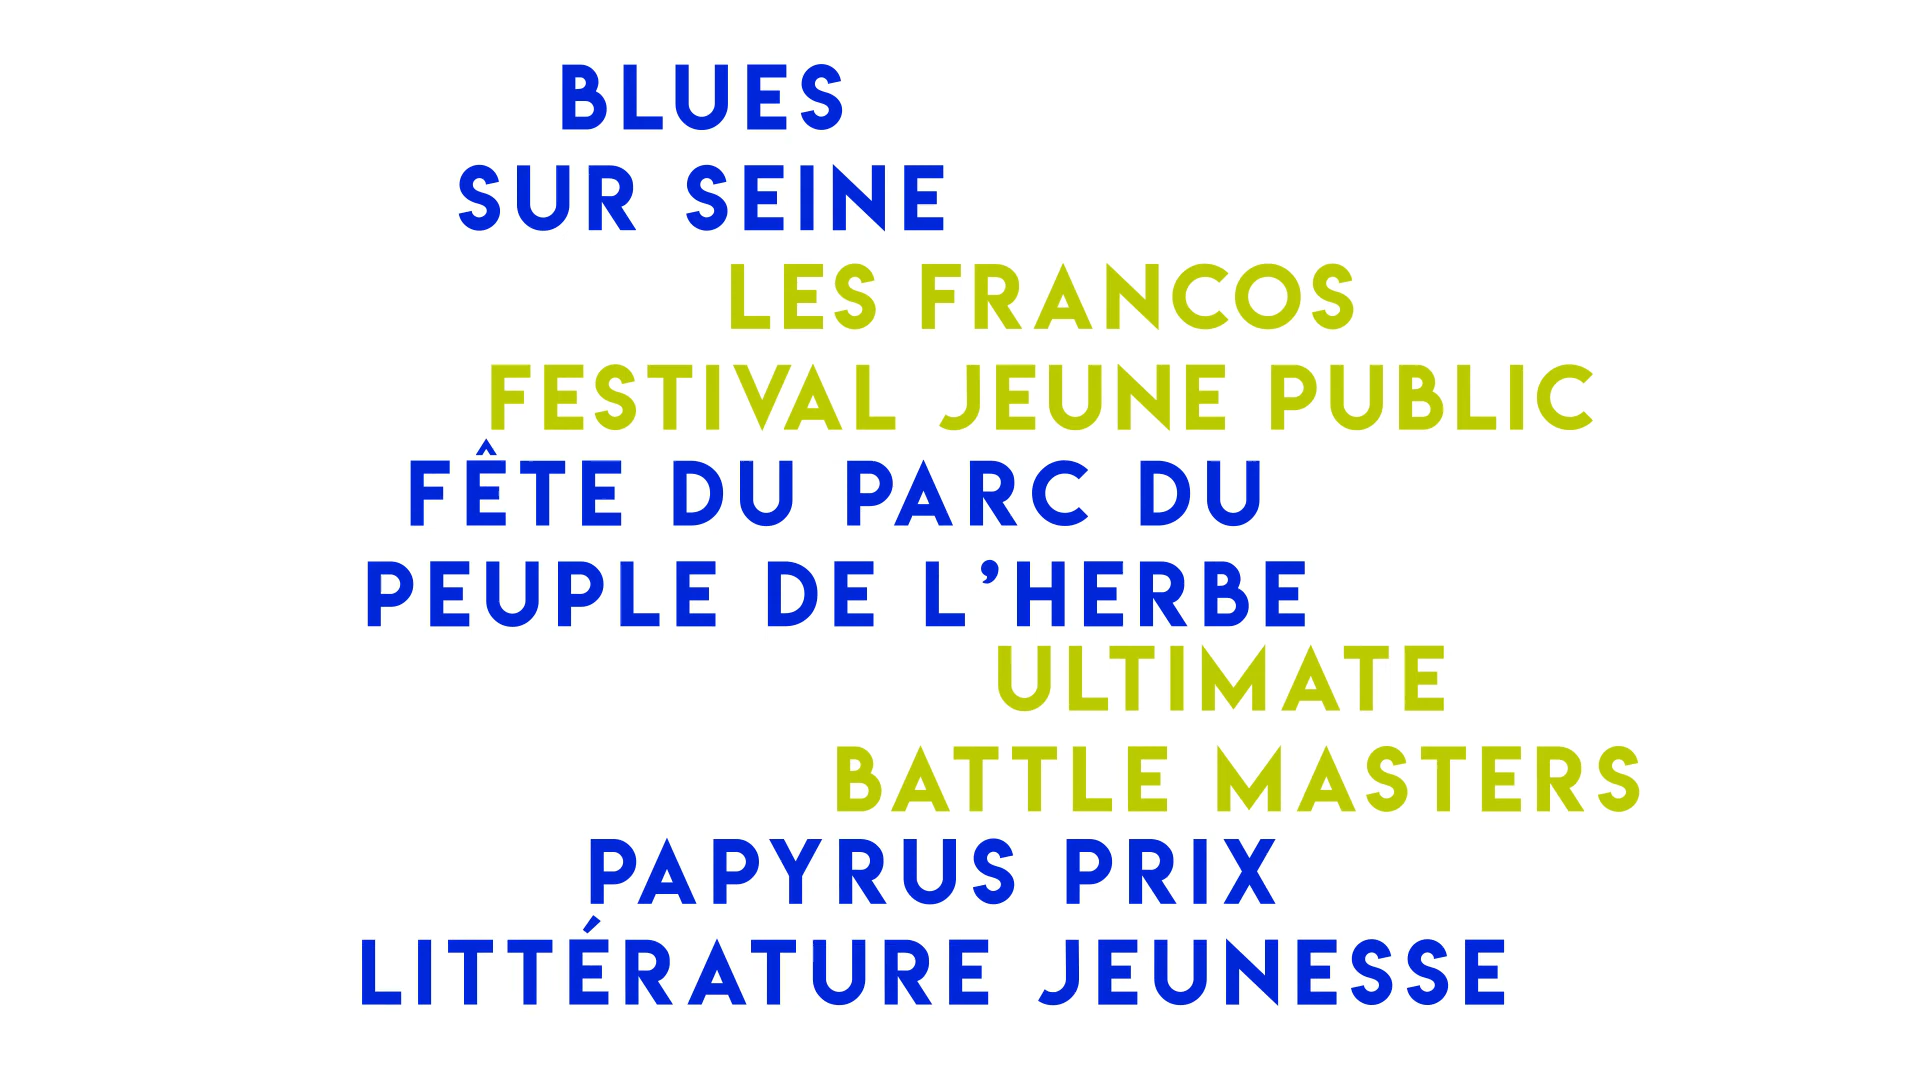 BLUES
SUR SEINE
LES FRANCOS
FESTIVAL JEUNE PUBLIC
FÊTE DU PARC DU
PEUPLE DE L’HERBE
ULTIMATE
BATTLE MASTERS
PAPYRUS PRIX
LITTÉRATURE JEUNESSE